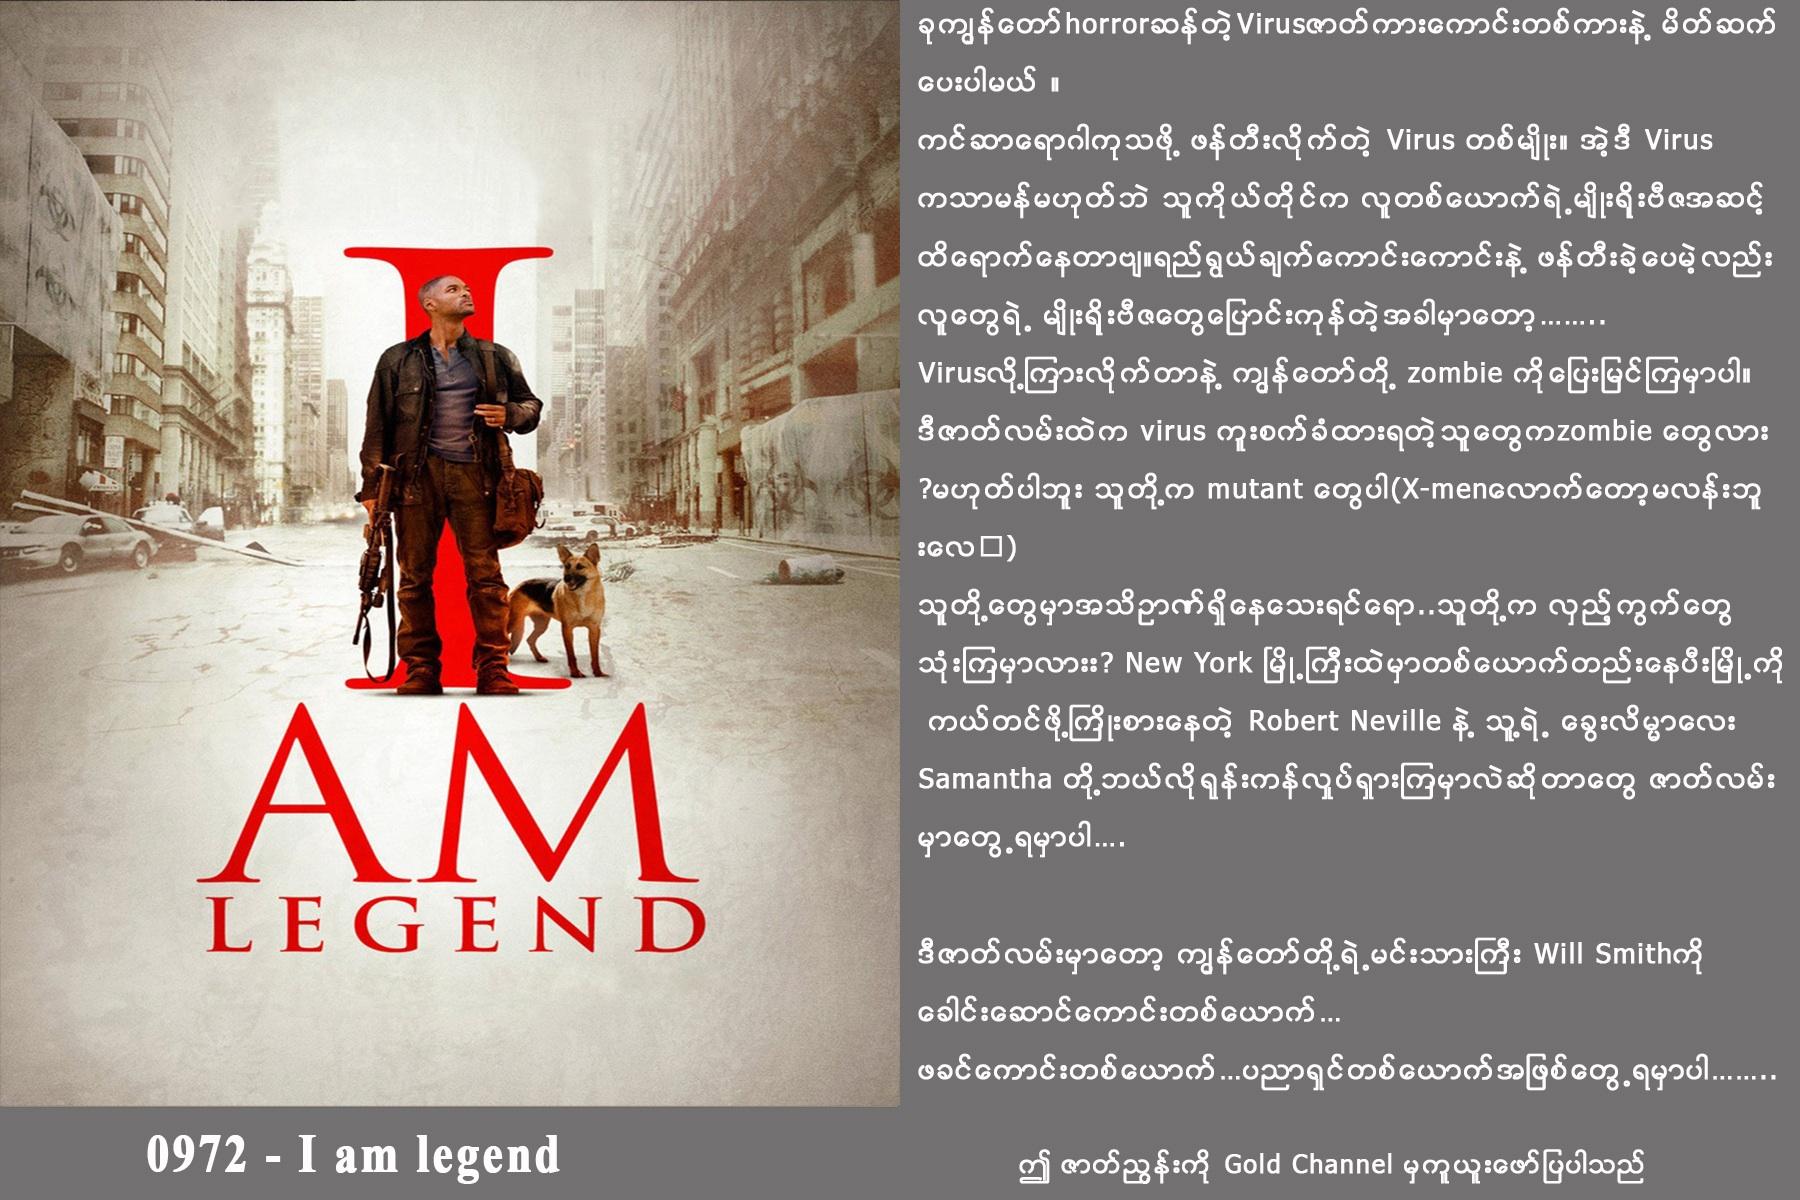 I
AM
LEGEND
0972 - I am legend
ခုကျွန်တော်horrorဆန်တဲ့Virusဇာတ်ကားကောင်းတစ်ကားနဲ့ မိတ်ဆက်
ပေးပါမယ် ။
ကင်ဆာရောဂါကုသဖို့ ဖန်တီးလိုက်တဲ့ Virus တစ်မျိုး။ အဲ့ဒီ Virus
ကသာမန်မဟုတ်ဘဲ သူကိုယ်တိုင်က လူတစ်ယောက်ရဲ့မျိုးရိုးဗီဇအဆင့်
ထိရောက်နေတာဗျ။ရည်ရွယ်ချက်ကောင်းကောင်းနဲ့ ဖန်တီးခဲ့ပေမဲ့လည်း
လူတွေရဲ့ မျိုးရိုးဗီဇတွေပြောင်းကုန်တဲ့အခါမှာတော့……..
Virusလို့ကြားလိုက်တာနဲ့ ကျွန်တော်တို့ zombie ကိုပြေးမြင်ကြမှာပါ။
ဒီဇာတ်လမ်းထဲက virus ကူးစက်ခံထားရတဲ့သူတွေကzombie တွေလား
?မဟုတ်ပါဘူး သူတို့က mutant တွေပါ(X-menလောက်တော့မလန်းဘူ
းလေ□)
သူတို့တွေမှာအသိဉာဏ်ရှိနေသေးရင်ရော..သူတို့က လှည့်ကွက်တွေ
သုံးကြမှာလားး? New York မြို့ကြီးထဲမှာတစ်ယောက်တည်းနေပီးမြို့ကို
ကယ်တင်ဖို့ကြိုးစားနေတဲ့ Robert Neville နဲ့ သူ့ရဲ့ ခွေးလိမ္မာလေး
Samantha တို့ဘယ်လိုရုန်းကန်လှုပ်ရှားကြမှာလဲဆိုတာတွေ ဇာတ်လမ်း
မှာတွေ့ရမှာပါ….
ဒီဇာတ်လမ်းမှာတော့ ကျွန်တော်တို့ရဲ့မင်းသားကြီး Will Smithကို
ခေါင်းဆောင်ကောင်းတစ်ယောက်…
ဖခင်ကောင်းတစ်ယောက်…ပညာရှင်တစ်ယောက်အဖြစ်တွေ့ရမှာပါ……..
ဤ ဇာတ်ညွန်းကို Gold Channel မှကူယူးဖော်ပြပါသည်